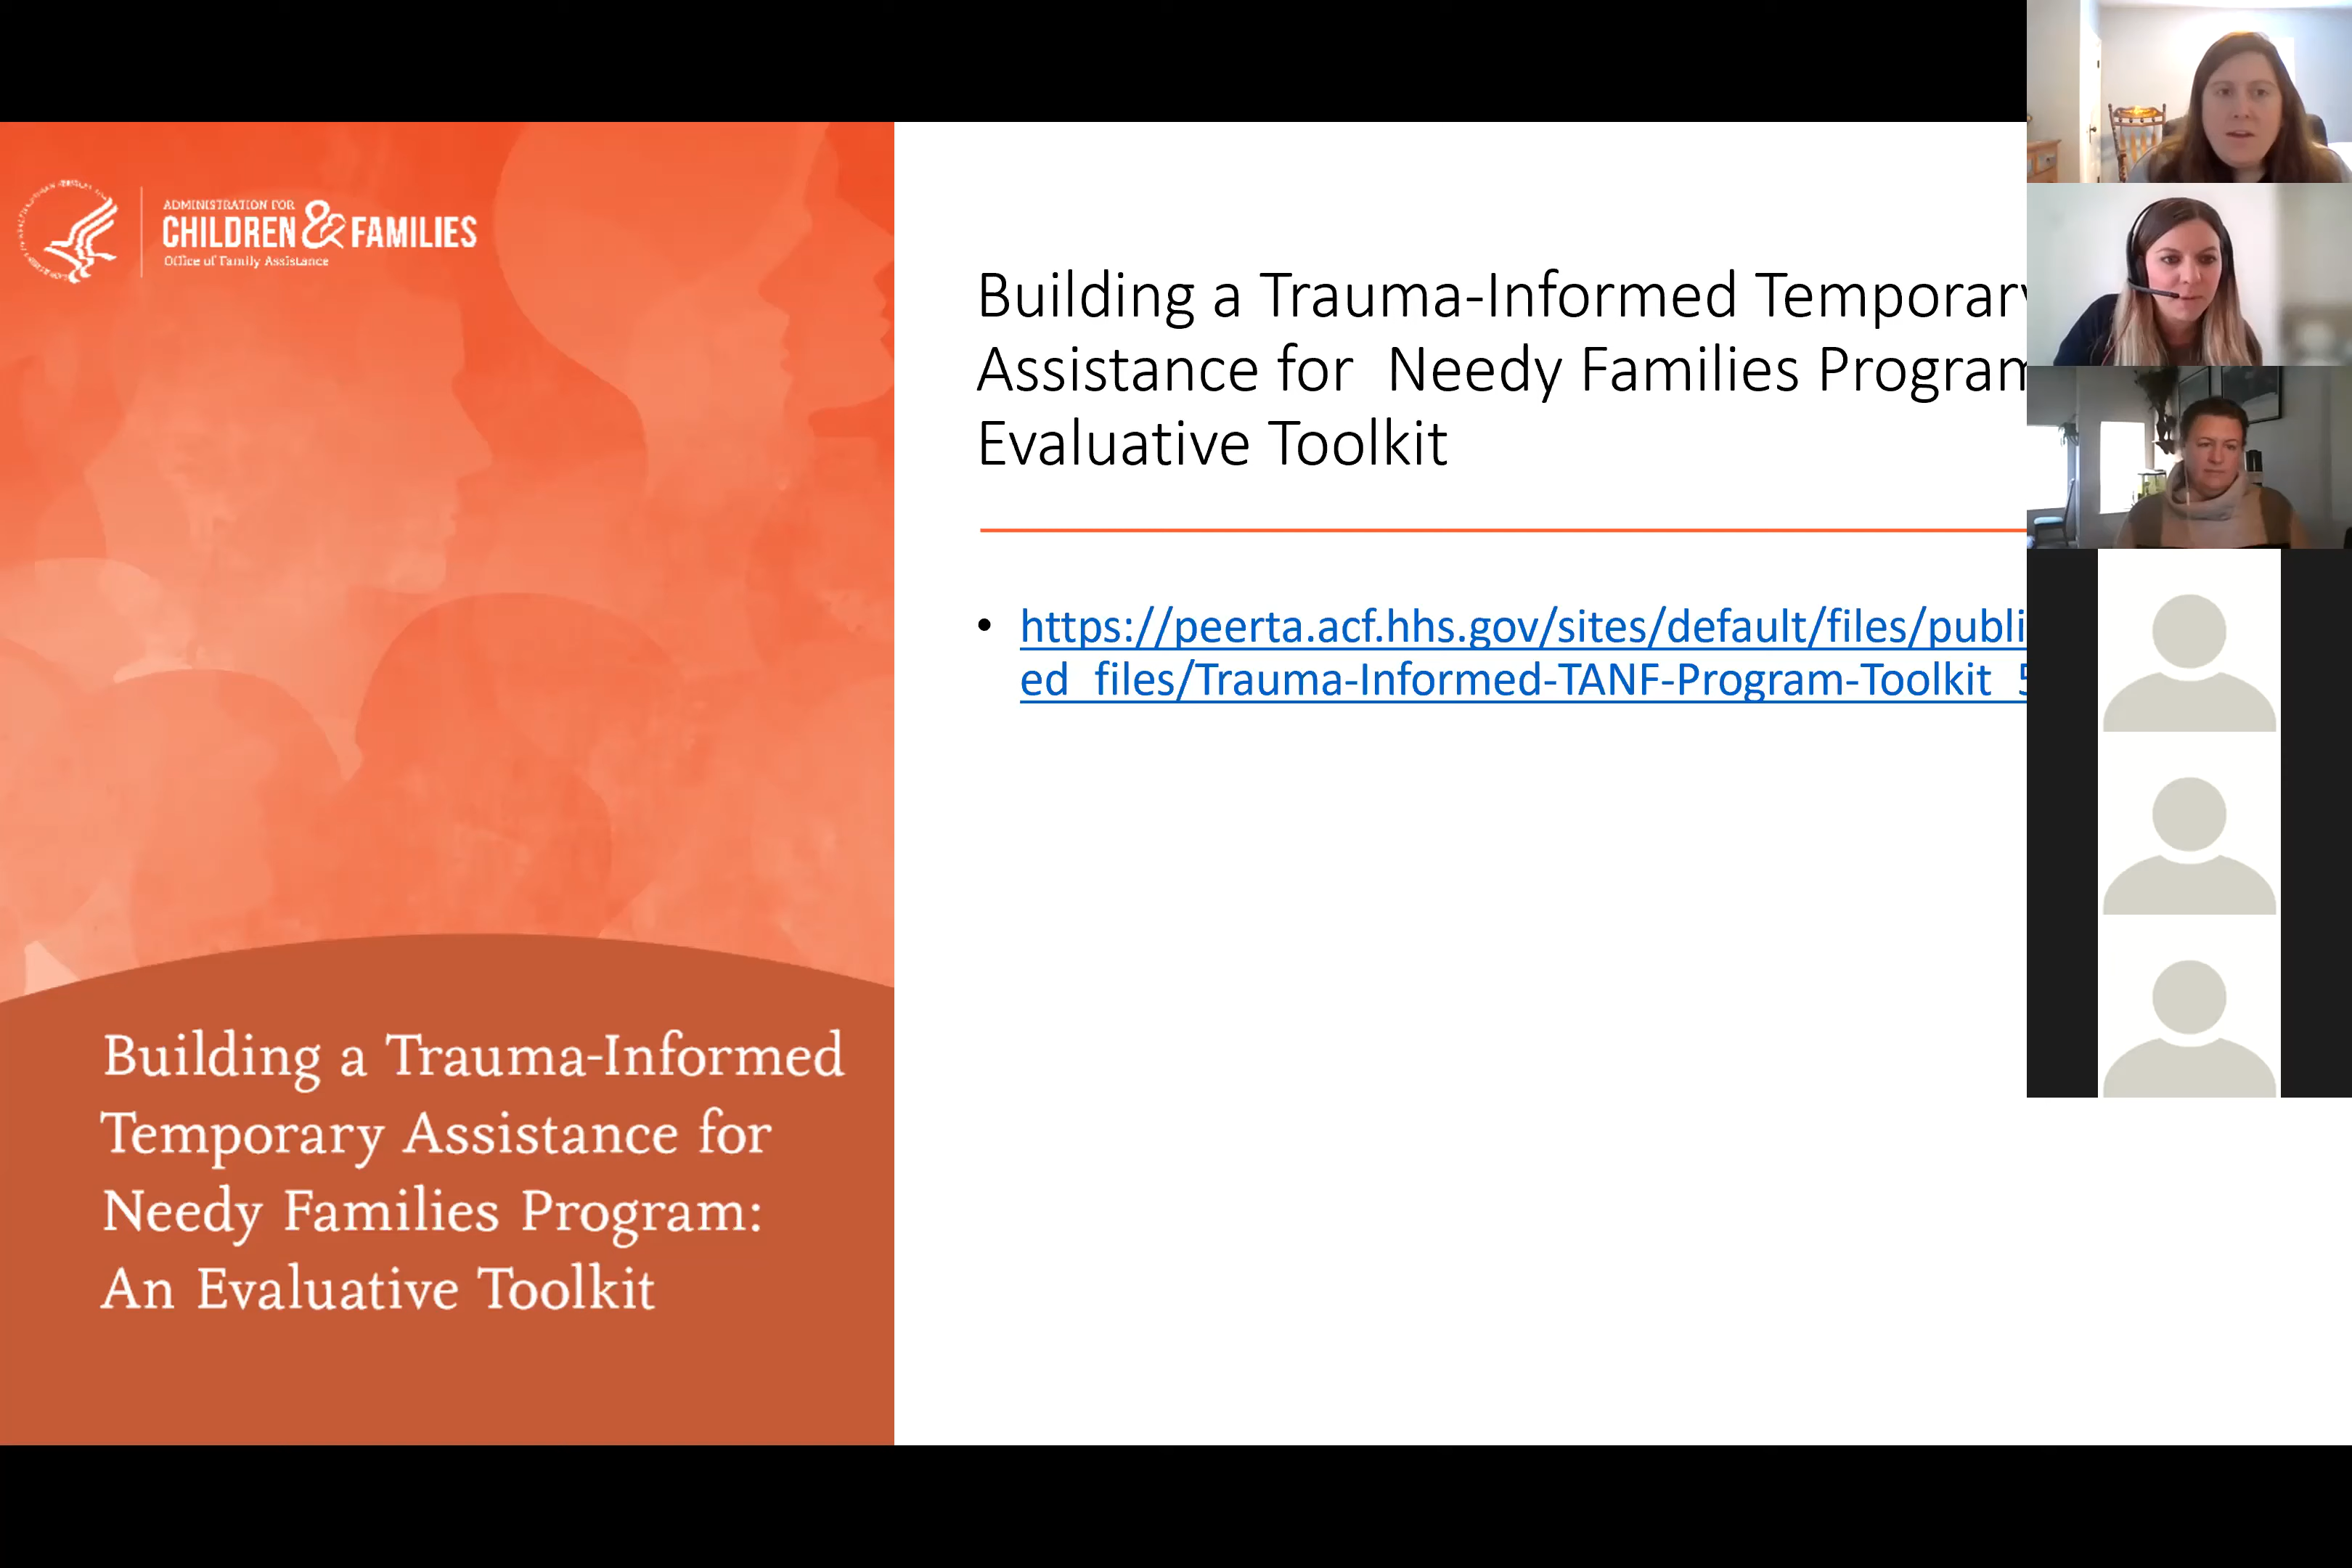 ADMINISTRATION FOR
CHILDREN & FAMILIES
Office of Family Assistance
Building a Trauma-Informed
Temporary Assistance for
Needy Families Program:
An Evaluative Toolkit
Building a Trauma-Informed Temporary
Assistance for Needy Families Program
Evaluative Toolkit
• https://peerta.acf.hhs.gov/sites/default/files/publi
ed_files/Trauma-Informed-TANF-Program-Toolkit_5